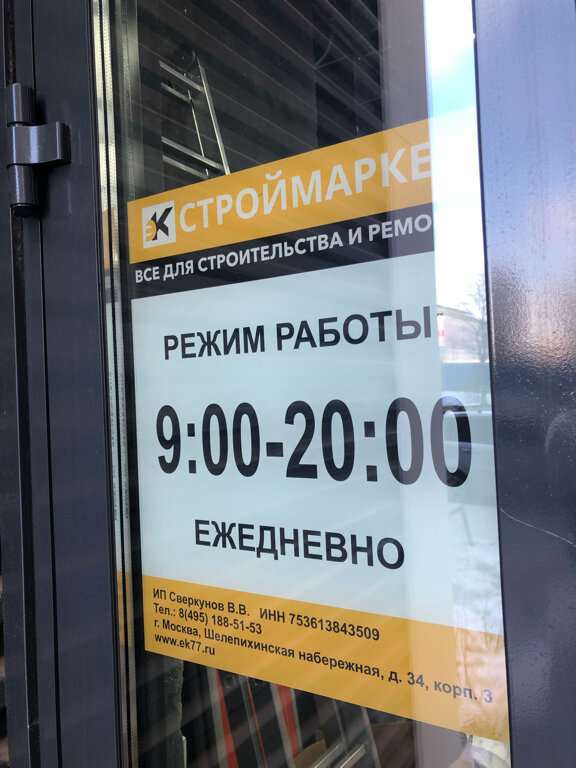 ЭК СТРОЙМАРКЕ
ВСЕ ДЛЯ СТРОИТЕЛЬСТВА И РЕМО
РЕЖИМ РАБОТЫ
9:00-20:00
ЕЖЕДНЕВНО
ИП Сверкунов В.В. ИНН 753613843509
Тел.: 8(495) 188-51-53
г. Москва, Шелепихинская набережная, д. 34, корп. 3
www.ek77.ru